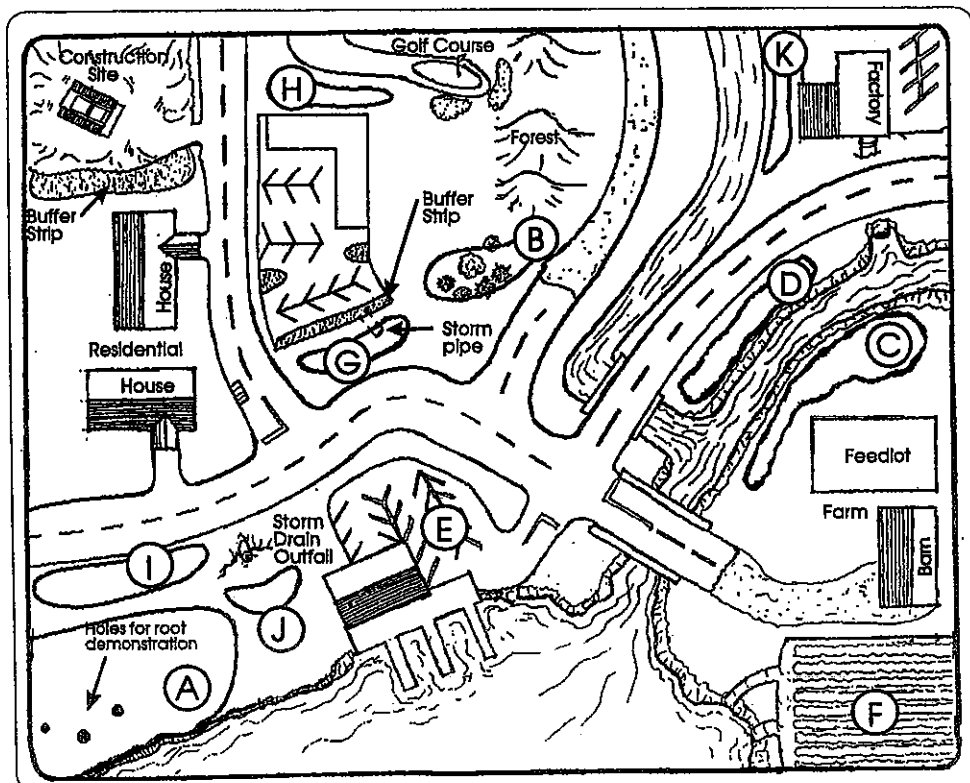 Construction
Site
Golf Course
H
K
Factory
Forest
Buffer
Strip
Buffer
Strip
B
House
D
Storm
pipe
G
C
Residential
House
Feedlot
Storm
Drain
Outfall
E
Farm
I
Barn
J
Holes for root
demonstration
A
F